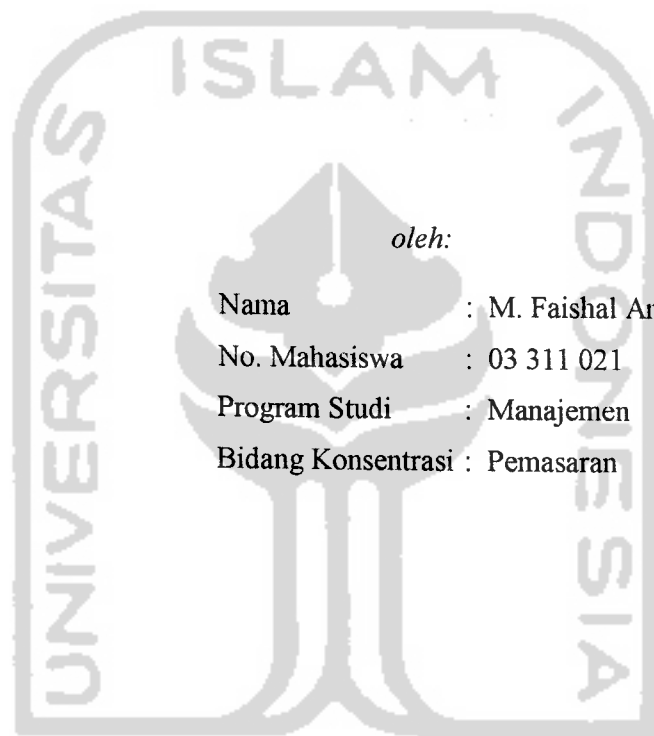 ISLAM
UNIVERSITAS
INDONESIA
oleh:
Nama : M. Faishal
No. Mahasiswa : 03 311 021
Program Studi : Manajemen
Bidang Konsentrasi : Pemasaran